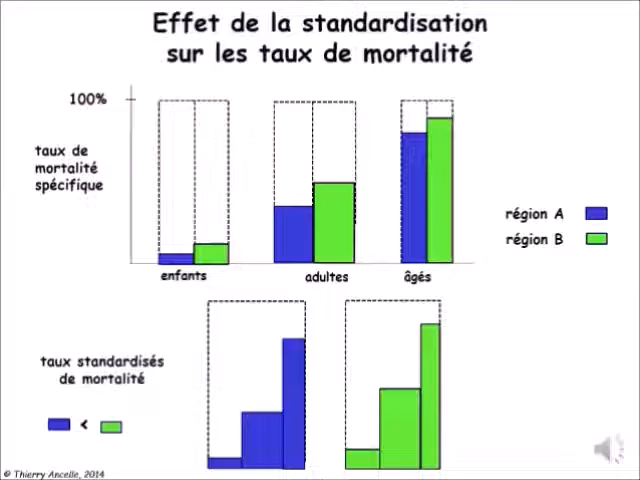 Effet de la standardisation
sur les taux de mortalité
100%
taux de
mortalité
spécifique
région A
région B
enfants
adultes
âgés
taux standardisés
de mortalité
<
© Thierry Ancelle, 2014